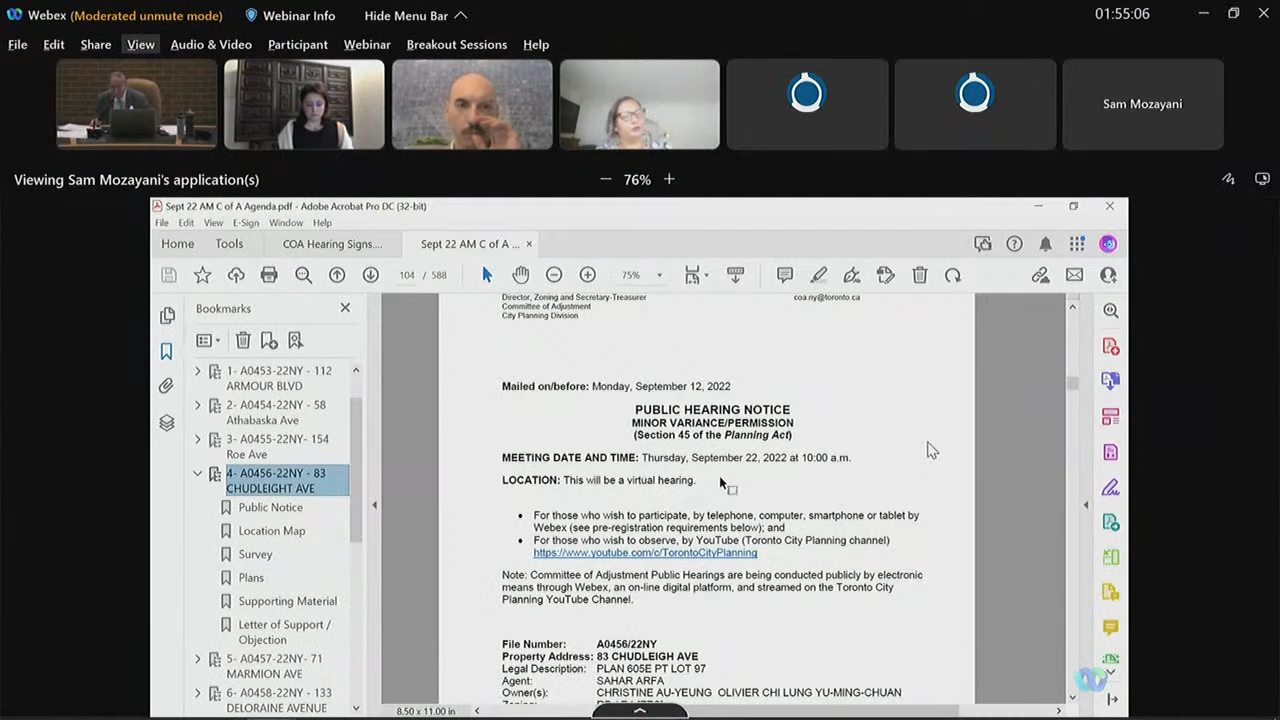 Webex (Moderated unmute mode) Webinar Info Hide Menu Bar 01:55:06
File Edit Share View Audio & Video Participant Webinar Breakout Sessions Help
Sam Mozayani
Viewing Sam Mozayani's application(s) 76%
Sept 22 AM C of A Agenda.pdf - Adobe Acrobat Pro DC (32-bit)
File Edit View E-Sign Window Help
Home Tools COA Hearing Signs.... Sept 22 AM C of A ... ×
104 / 588 75%
Bookmarks
1- A0453-22NY - 112
ARMOUR BLVD
2- A0454-22NY - 58
Athabaska Ave
3- A0455-22NY- 154
Roe Ave
4- A0456-22NY - 83
CHUDLEIGHT AVE
Public Notice
Location Map
Survey
Plans
Supporting Material
Letter of Support /
Objection
5- A0457-22NY- 71
MARMION AVE
6- A0458-22NY - 133
DELORAINE AVENUE
Director, Zoning and Secretary-Treasurer coa.ny@toronto.ca
Committee of Adjustment
City Planning Division
Mailed on/before: Monday, September 12, 2022
PUBLIC HEARING NOTICE
MINOR VARIANCE/PERMISSION
(Section 45 of the Planning Act)
MEETING DATE AND TIME: Thursday, September 22, 2022 at 10:00 a.m.
LOCATION: This will be a virtual hearing.
• For those who wish to participate, by telephone, computer, smartphone or tablet by
Webex (see pre-registration requirements below); and
• For those who wish to observe, by YouTube (Toronto City Planning channel)
https://www.youtube.com/c/TorontoCityPlanning
Note: Committee of Adjustment Public Hearings are being conducted publicly by electronic
means through Webex, an on-line digital platform, and streamed on the Toronto City
Planning YouTube Channel.
File Number: A0456/22NY
Property Address: 83 CHUDLEIGH AVE
Legal Description: PLAN 605E PT LOT 97
Agent: SAHAR ARFA
Owner(s): CHRISTINE AU-YEUNG OLIVIER CHI LUNG YU-MING-CHUAN
8.50 x 11.00 in